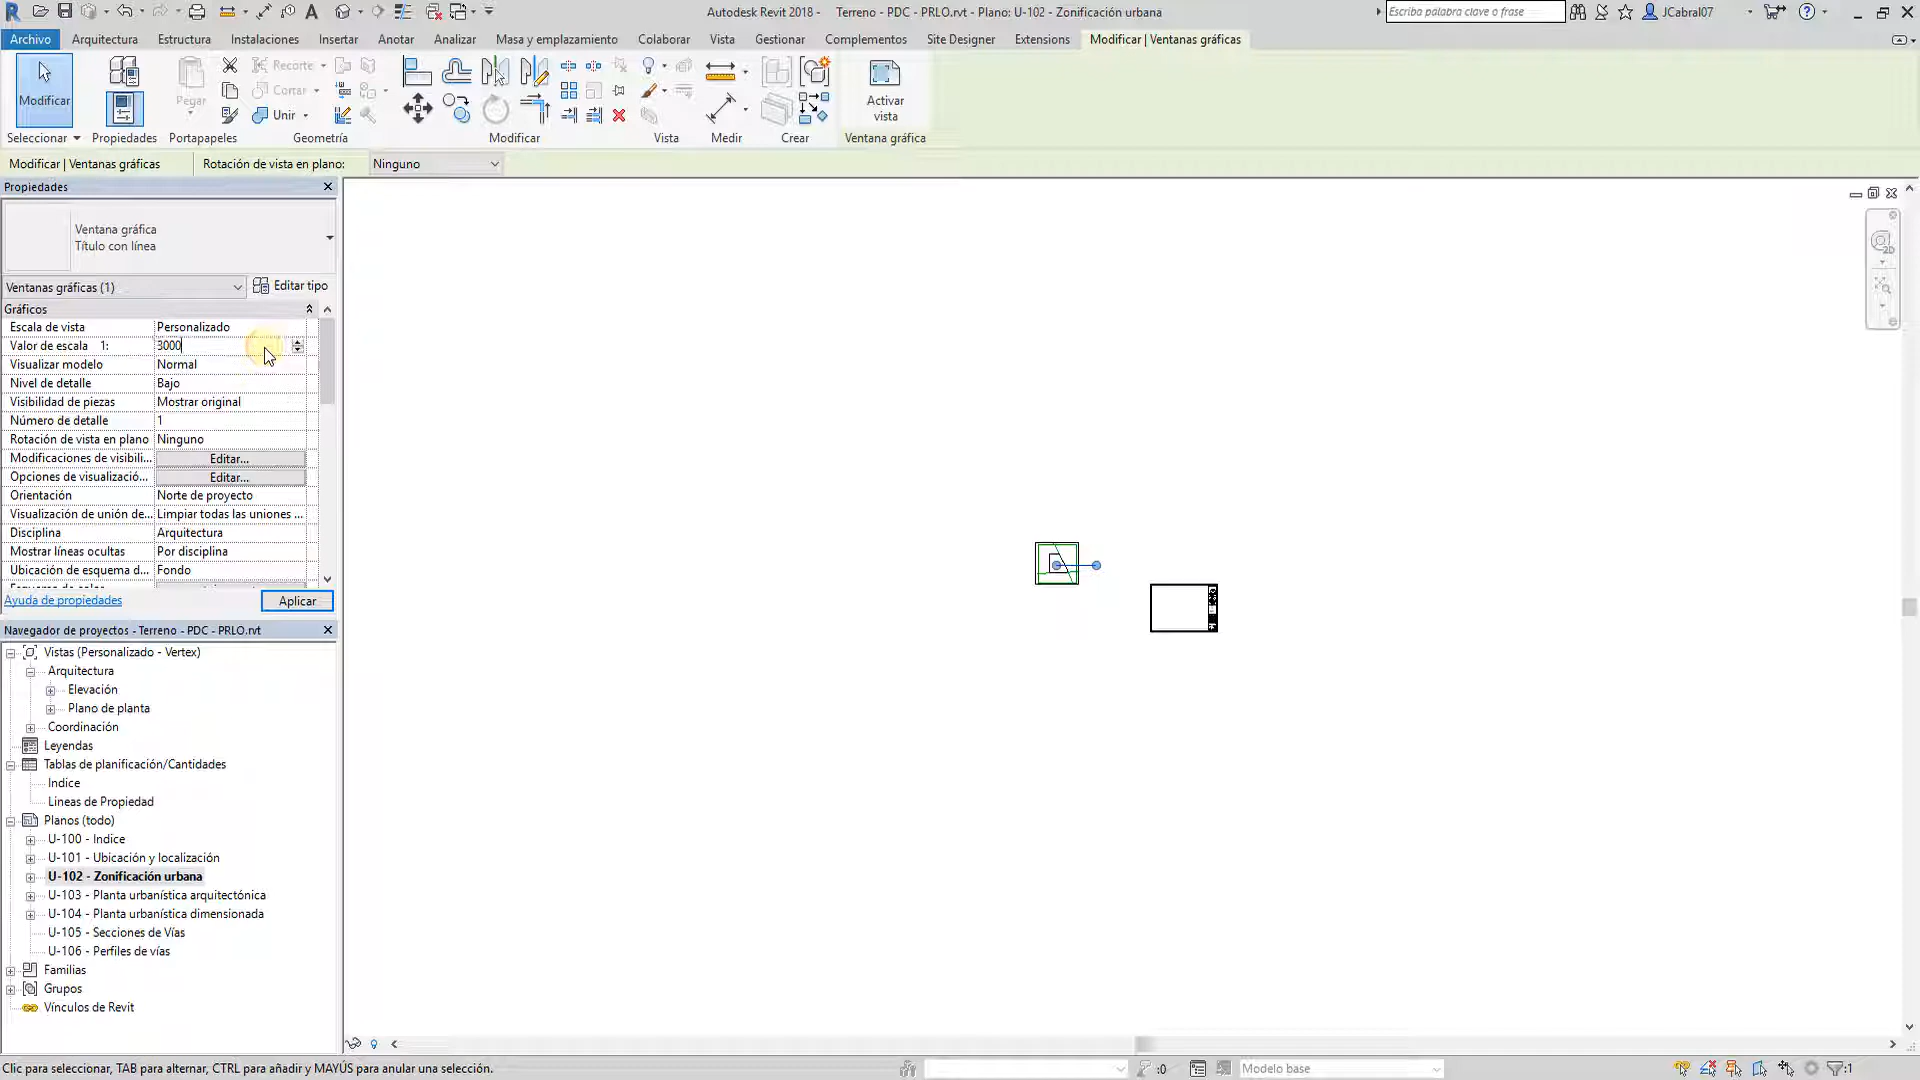 Autodesk Revit 2018 - Terreno - PDC - PRLO.rvt - Plano: U-102 - Zonificación urbana
Escriba palabra clave o frase
JCabral07
Archivo Arquitectura Estructura Instalaciones Insertar Anotar Analizar Masa y emplazamiento Colaborar Vista Gestionar Complementos Site Designer Extensions Modificar | Ventanas gráficas
Modificar
Pegar
Recorte
Cortar
Unir
Activar
vista
Seleccionar Propiedades Portapapeles Geometría Modificar Vista Medir Crear Ventana gráfica
Modificar | Ventanas gráficas Rotación de vista en plano: Ninguno
Propiedades
Ventana gráfica
Título con línea
Ventanas gráficas (1) Editar tipo
Gráficos
Escala de vista Personalizado
Valor de escala 1: 3000
Visualizar modelo Normal
Nivel de detalle Bajo
Visibilidad de piezas Mostrar original
Número de detalle 1
Rotación de vista en plano Ninguno
Modificaciones de visibili... Editar...
Opciones de visualizació... Editar...
Orientación Norte de proyecto
Visualización de unión de... Limpiar todas las uniones ...
Disciplina Arquitectura
Mostrar líneas ocultas Por disciplina
Ubicación de esquema d... Fondo
Ayuda de propiedades Aplicar
Navegador de proyectos - Terreno - PDC - PRLO.rvt
Vistas (Personalizado - Vertex)
Arquitectura
Elevación
Plano de planta
Coordinación
Leyendas
Tablas de planificación/Cantidades
Indice
Lineas de Propiedad
Planos (todo)
U-100 - Indice
U-101 - Ubicación y localización
U-102 - Zonificación urbana
U-103 - Planta urbanística arquitectónica
U-104 - Planta urbanística dimensionada
U-105 - Secciones de Vías
U-106 - Perfiles de vías
Familias
Grupos
Vínculos de Revit
2D
Clic para seleccionar, TAB para alternar, CTRL para añadir y MAYÚS para anular una selección. :0 Modelo base :1